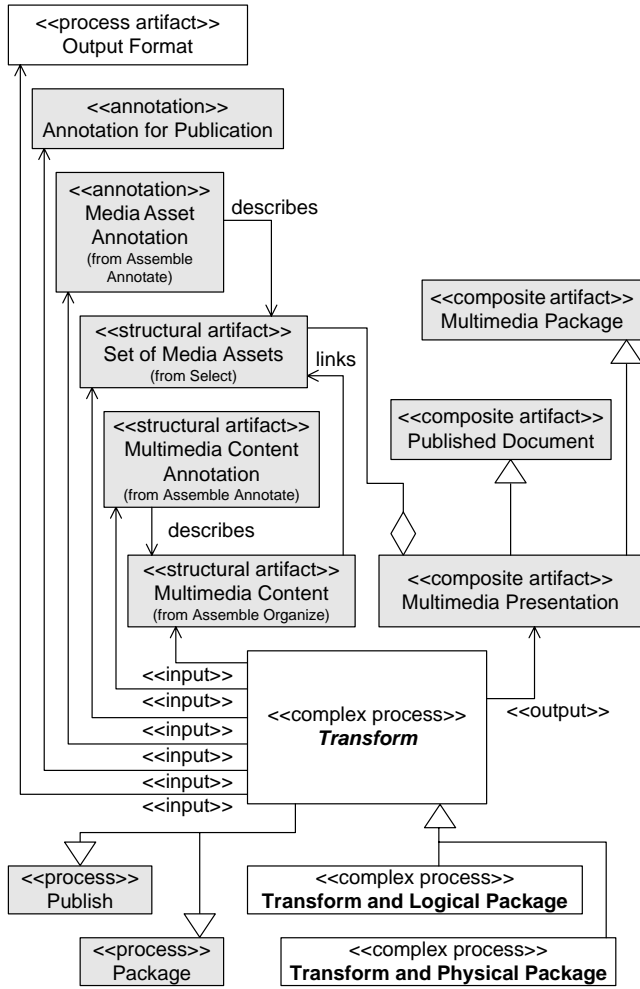 <<process artifact>>
Output Format
<<annotation>>
Annotation for Publication
<<annotation>>
Media Asset
Annotation
(from Assemble
Annotate)
describes
<<structural artifact>>
Set of Media Assets
(from Select)
links
<<composite artifact>>
Multimedia Package
<<structural artifact>>
Multimedia Content
Annotation
(from Assemble Annotate)
<<composite artifact>>
Published Document
describes
<<structural artifact>>
Multimedia Content
(from Assemble Organize)
<<composite artifact>>
Multimedia Presentation
<<input>>
<<input>>
<<input>>
<<input>>
<<input>>
<<input>>
<<complex process>>
Transform
<<output>>
<<process>>
Publish
<<process>>
Package
<<complex process>>
Transform and Logical Package
<<complex process>>
Transform and Physical Package